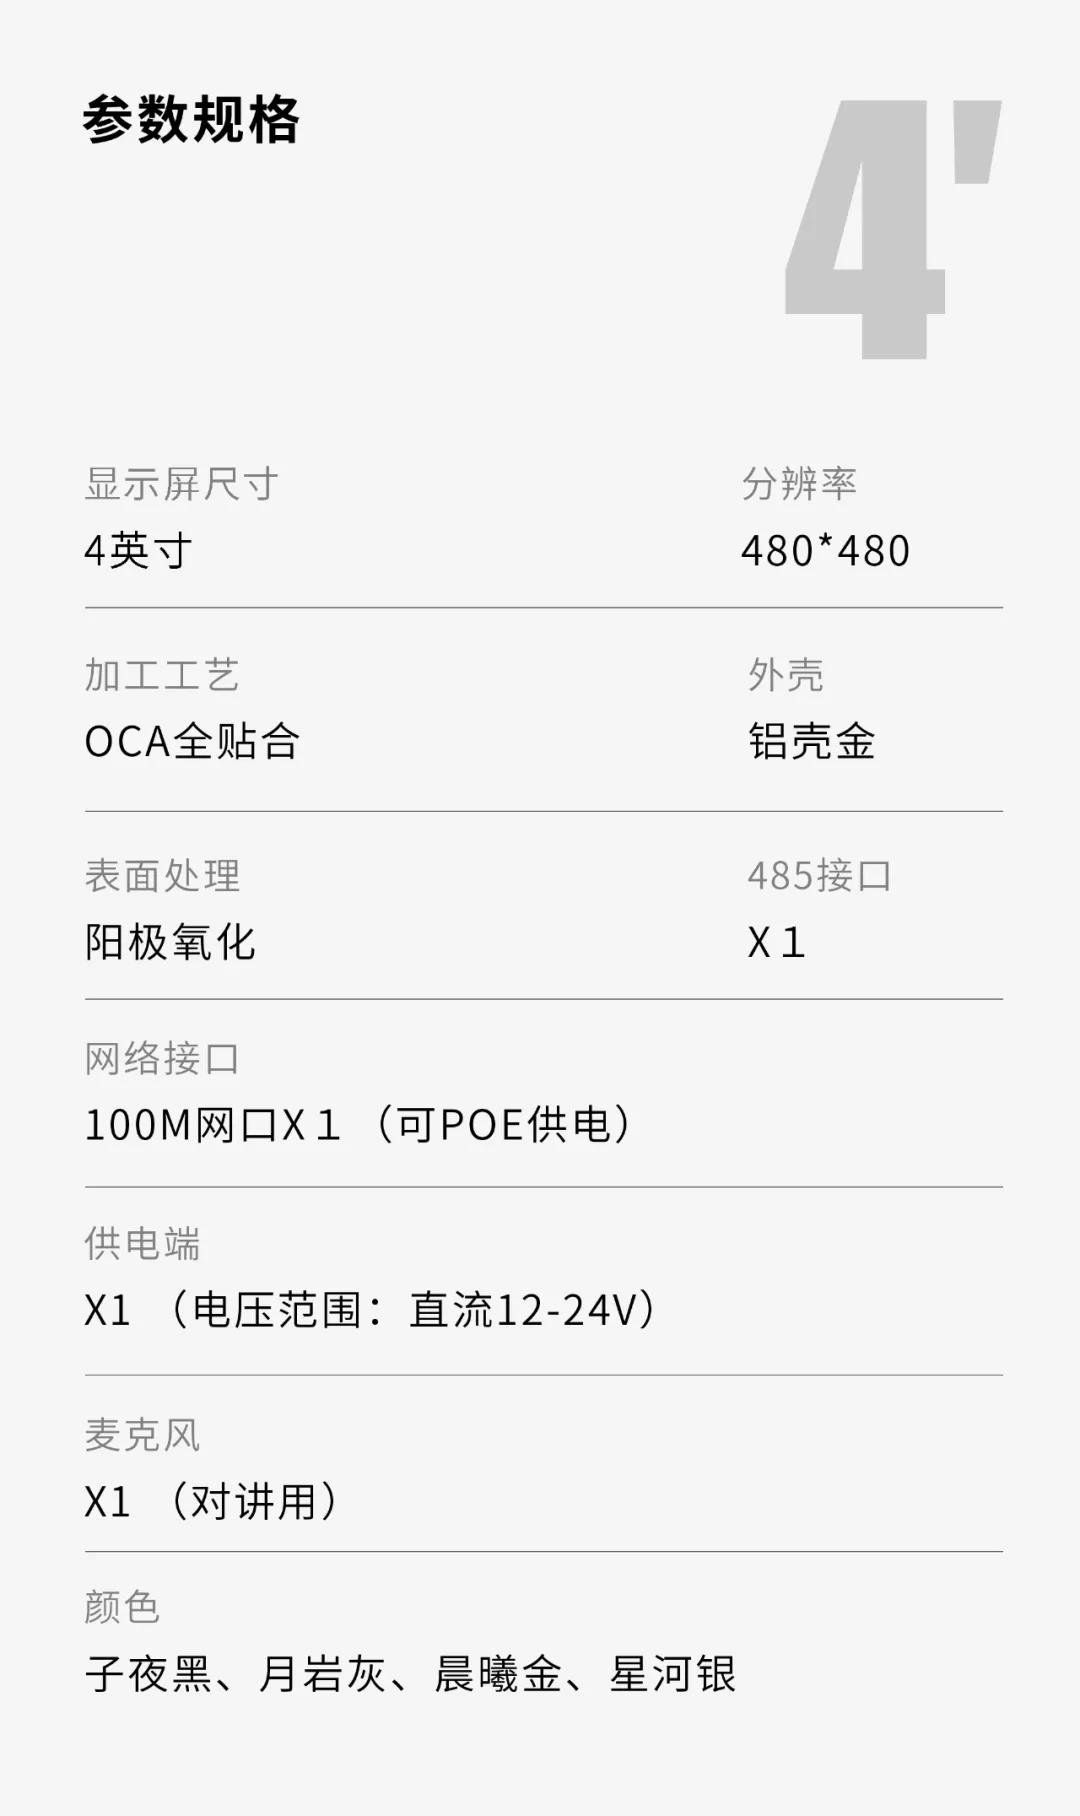 参数规格
4'
显示屏尺寸 分辨率
4英寸 480*480
加工工艺 外壳
OCA全贴合 铝壳金
表面处理 485接口
阳极氧化 X１
网络接口
100M网口X１（可POE供电）
供电端
X1 （电压范围：直流12-24V）
麦克风
X1 （对讲用）
颜色
子夜黑、月岩灰、晨曦金、星河银